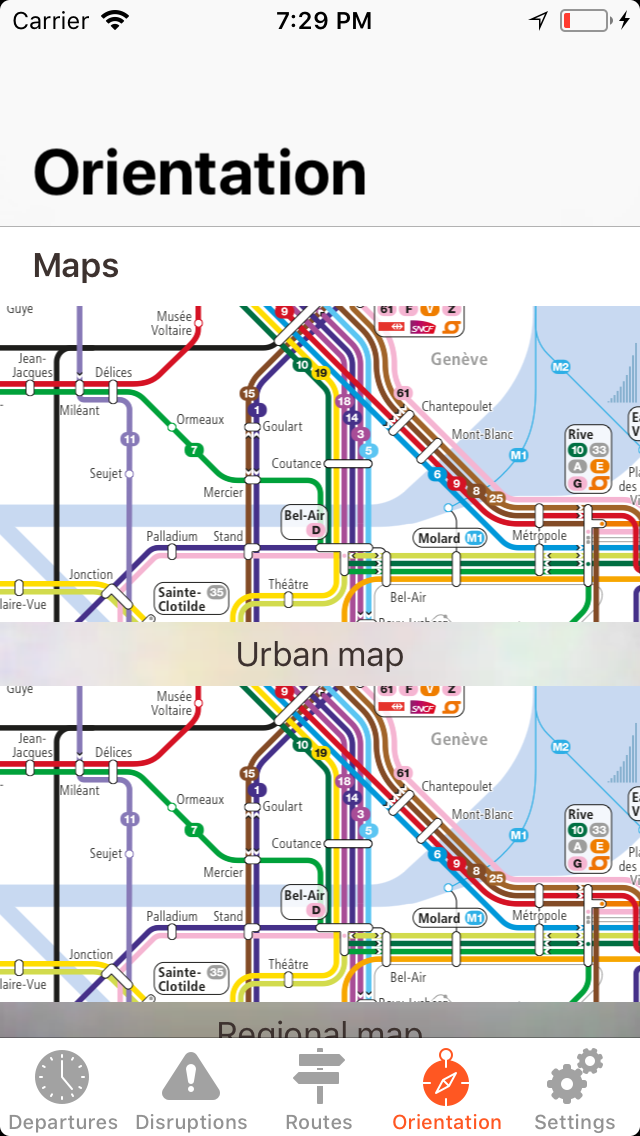 Carrier 7:29 PM
Orientation
Maps
Guye
Musée
Voltaire
9
61 F V Z
SNCF
Jean-
Jacques
Délices
10
19
Genève
M2
Miléant
15
1
18
14
3
5
61
Chantepoulet
Ormeaux
Goulart
11
7
Mont-Blanc
M1
Rive
10 33
A E
G
Seujet
Coutance
Mercier
6
9
8
25
Bel-Air
D
Palladium
Stand
Molard M1
Métropole
Jonction
Sainte-
Clotilde
35
Théâtre
Bel-Air
laire-Vue
Urban map
Guye
Musée
Voltaire
9
61 F V Z
SNCF
Jean-
Jacques
Délices
10
19
Genève
M2
Miléant
15
1
18
14
3
5
61
Chantepoulet
Ormeaux
Goulart
11
7
Mont-Blanc
M1
Rive
10 33
A E
G
Seujet
Coutance
Mercier
6
9
8
25
Bel-Air
D
Palladium
Stand
Molard M1
Métropole
Jonction
Sainte-
Clotilde
35
Théâtre
Bel-Air
laire-Vue
Regional map
Departures Disruptions Routes Orientation Settings